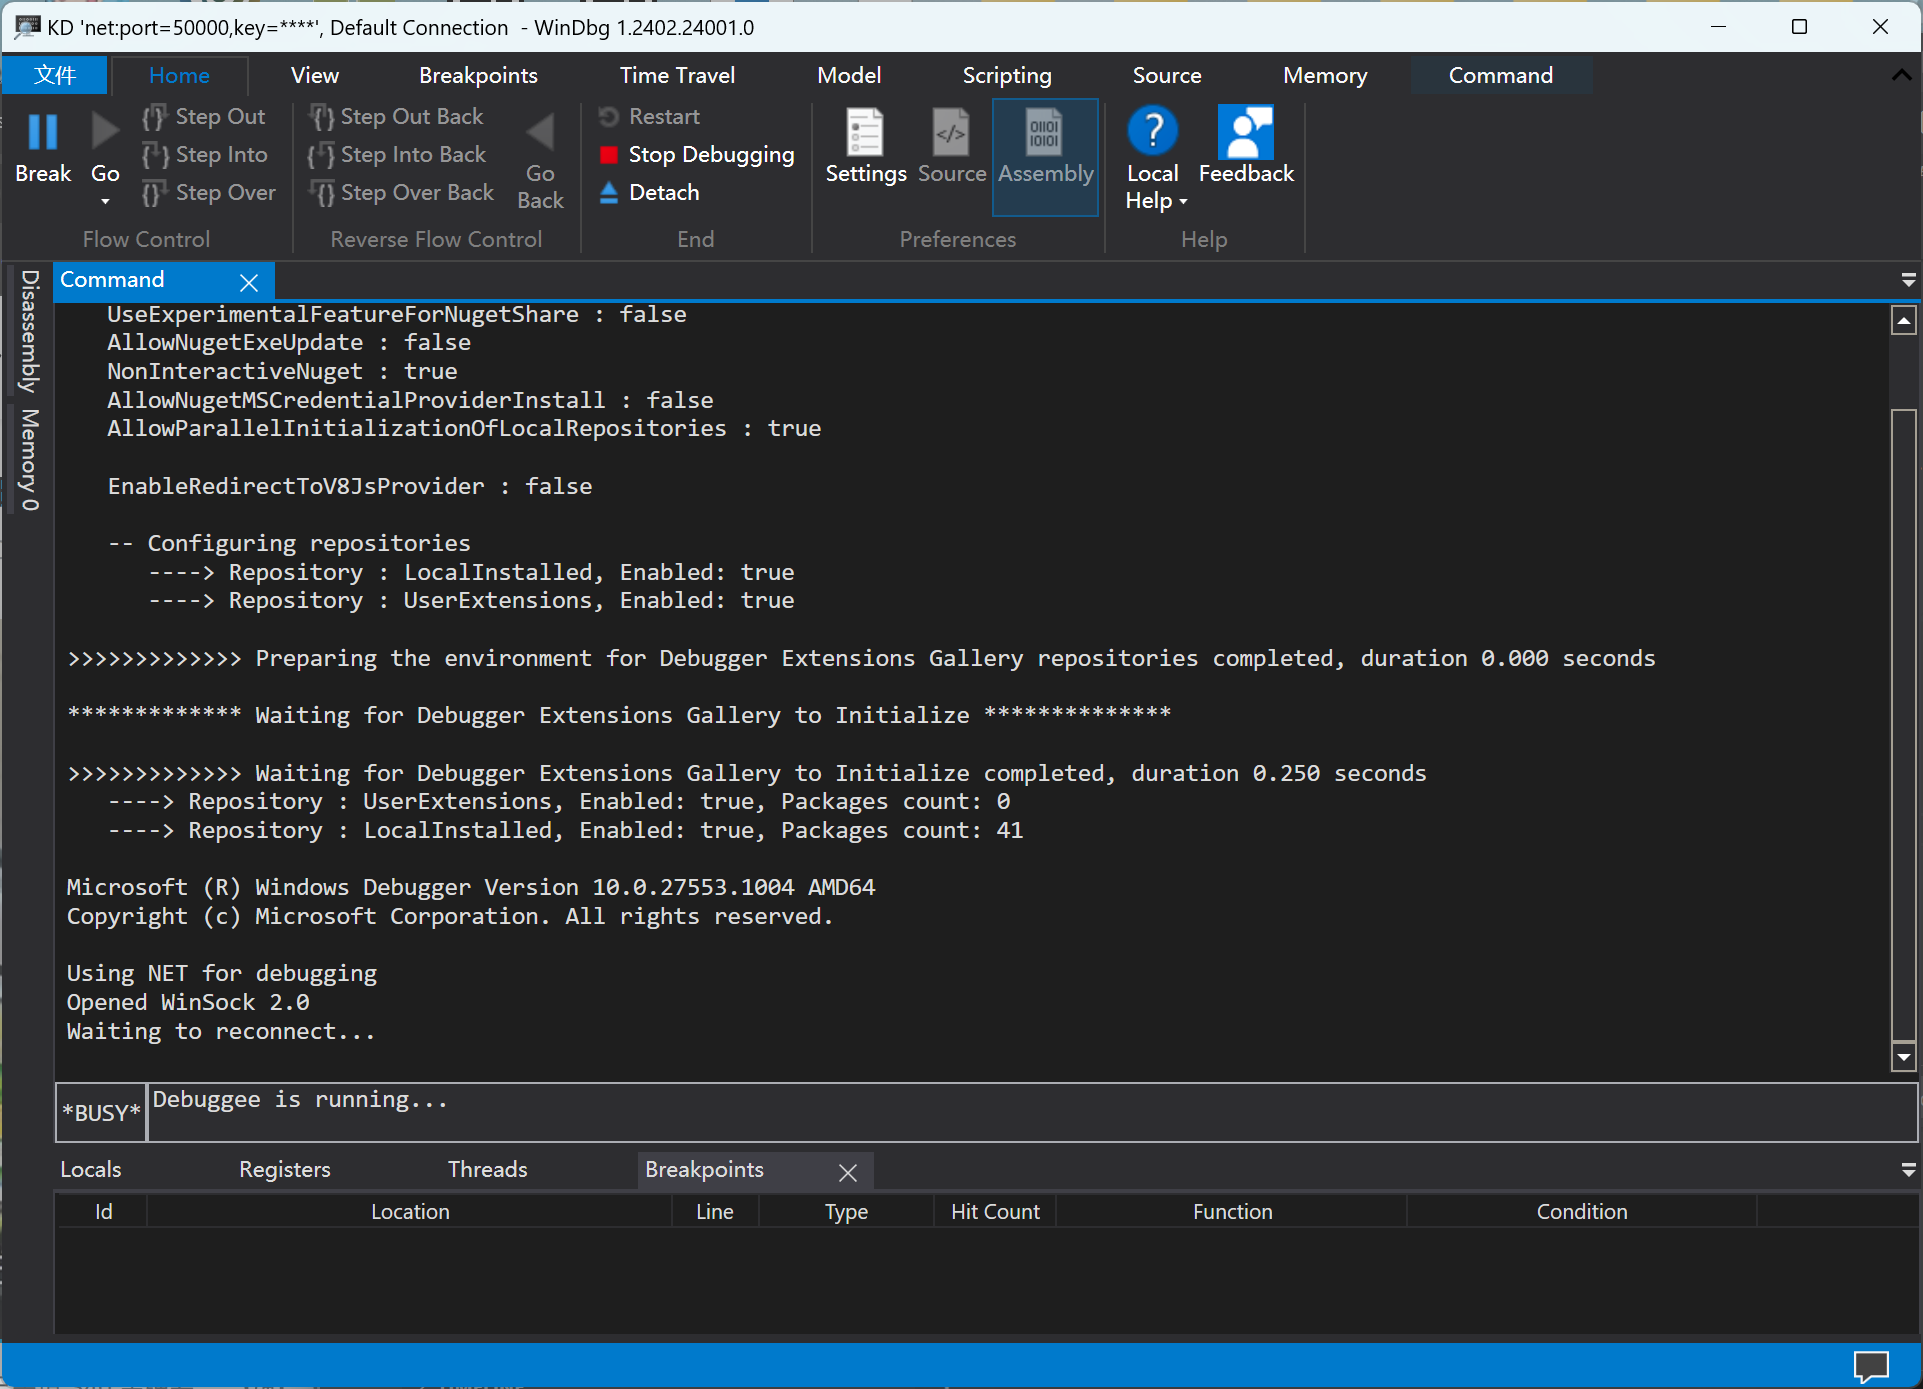 KD 'net:port=50000,key=****', Default Connection - WinDbg 1.2402.24001.0
文件 Home View Breakpoints Time Travel Model Scripting Source Memory Command
Break
Go
Step Out
Step Into
Step Over
Flow Control
Step Out Back
Step Into Back
Step Over Back
Go Back
Reverse Flow Control
Restart
Stop Debugging
Detach
End
Settings
Source
Assembly
Preferences
Local Help
Feedback
Help
Disassembly
Memory 0
Command
UseExperimentalFeatureForNugetShare : false
AllowNugetExeUpdate : false
NonInteractiveNuget : true
AllowNugetMSCredentialProviderInstall : false
AllowParallelInitializationOfLocalRepositories : true
EnableRedirectToV8JsProvider : false
-- Configuring repositories
----> Repository : LocalInstalled, Enabled: true
----> Repository : UserExtensions, Enabled: true
>>>>>>>>>>>>> Preparing the environment for Debugger Extensions Gallery repositories completed, duration 0.000 seconds
************* Waiting for Debugger Extensions Gallery to Initialize **************
>>>>>>>>>>>>> Waiting for Debugger Extensions Gallery to Initialize completed, duration 0.250 seconds
----> Repository : UserExtensions, Enabled: true, Packages count: 0
----> Repository : LocalInstalled, Enabled: true, Packages count: 41
Microsoft (R) Windows Debugger Version 10.0.27553.1004 AMD64
Copyright (c) Microsoft Corporation. All rights reserved.
Using NET for debugging
Opened WinSock 2.0
Waiting to reconnect...
*BUSY* Debuggee is running...
Locals Registers Threads Breakpoints
Id Location Line Type Hit Count Function Condition